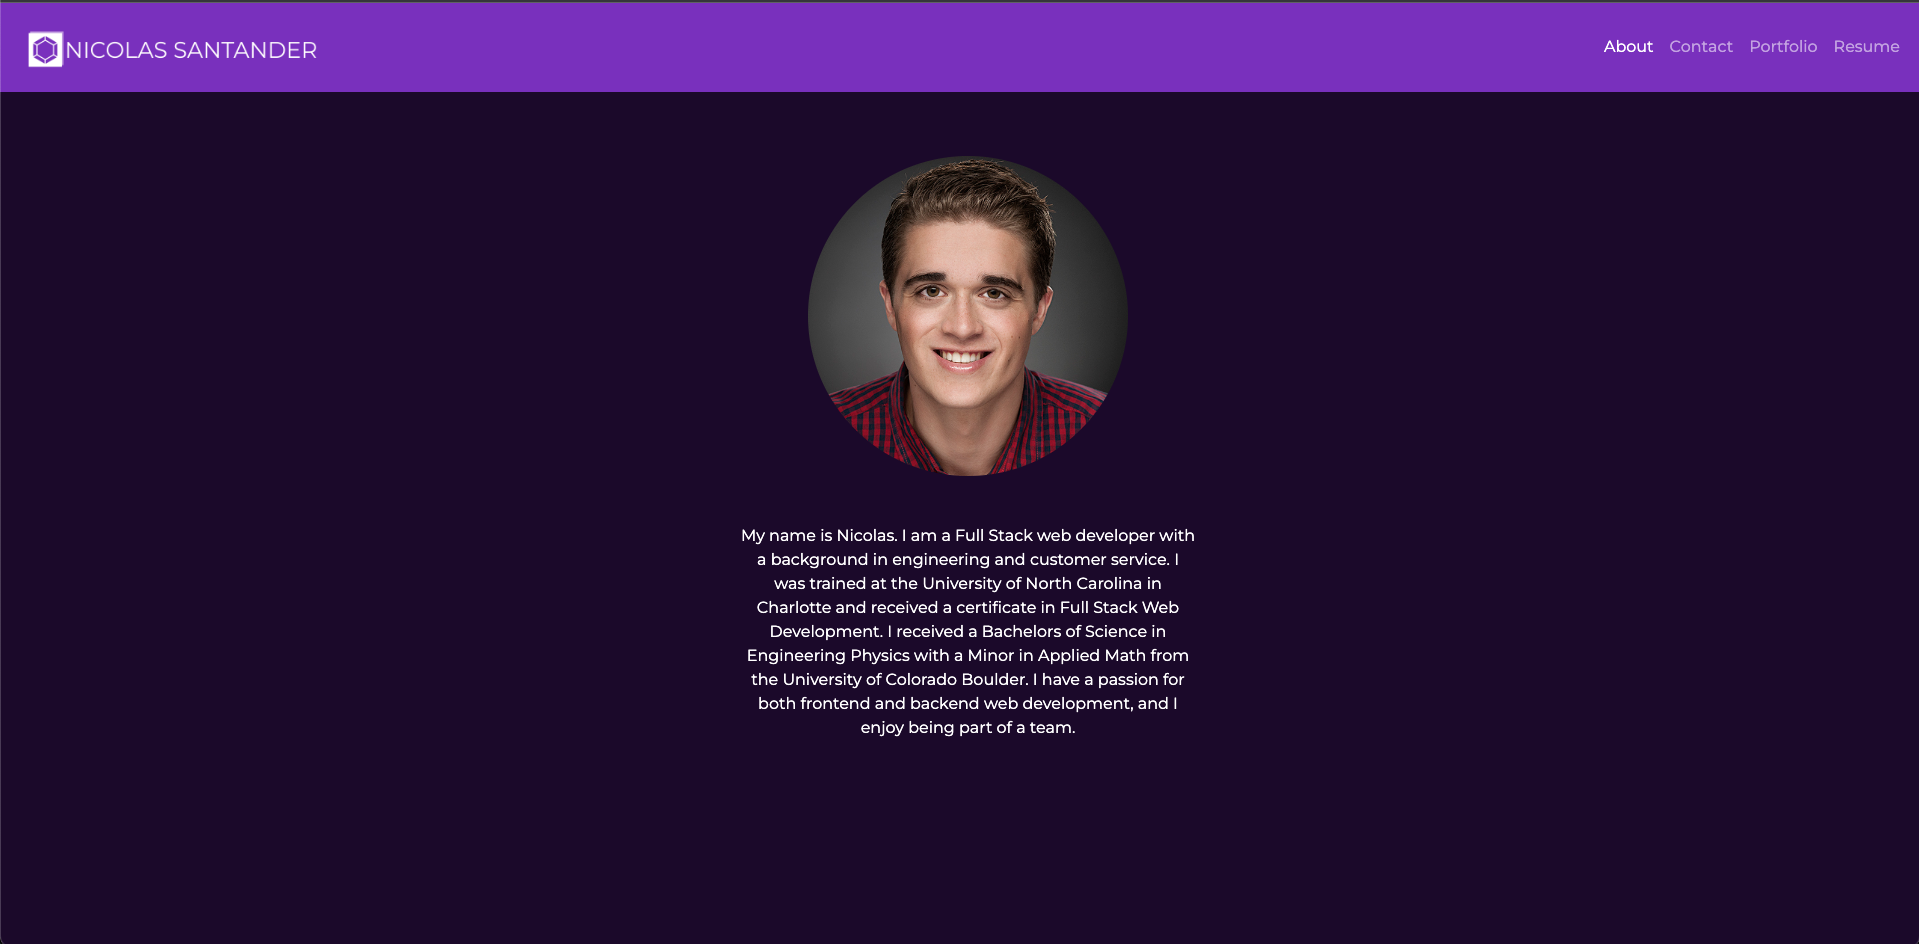 NICOLAS SANTANDER
About Contact Portfolio Resume
My name is Nicolas. I am a Full Stack web developer with
a background in engineering and customer service. I
was trained at the University of North Carolina in
Charlotte and received a certificate in Full Stack Web
Development. I received a Bachelors of Science in
Engineering Physics with a Minor in Applied Math from
the University of Colorado Boulder. I have a passion for
both frontend and backend web development, and I
enjoy being part of a team.